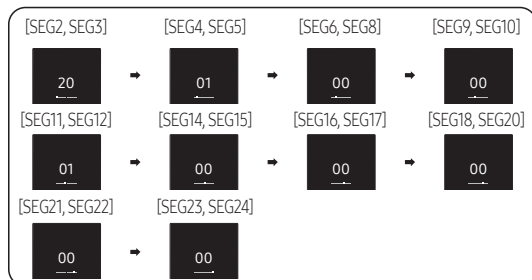 [SEG2, SEG3] [SEG4, SEG5] [SEG6, SEG8] [SEG9, SEG10]
20 ➡ 01 ➡ 00 ➡ 00
[SEG11, SEG12] [SEG14, SEG15] [SEG16, SEG17] [SEG18, SEG20]
01 ➡ 00 ➡ 00 ➡ 00
[SEG21, SEG22] [SEG23, SEG24]
00 ➡ 00